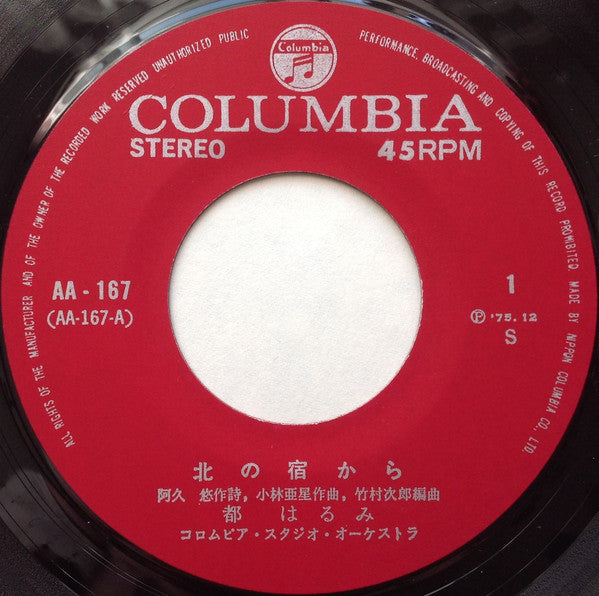 ALL RIGHTS OF THE MANUFACTURER AND OF THE OWNER OF THE RECORDED WORK RESERVED UNAUTHORIZED PUBLIC PERFORMANCE, BROADCASTING AND COPYING OF THIS RECORD PROHIBITED MADE BY NIPPON COLUMBIA CO., LTD.
Columbia
COLUMBIA
STEREO 45RPM
AA-167 1
(AA-167-A) Ⓟ '75.12
S
北の宿から
阿久 悠作詩, 小林亜星作曲, 竹村次郎編曲
都 はるみ
コロムビア・スタジオ・オーケストラ